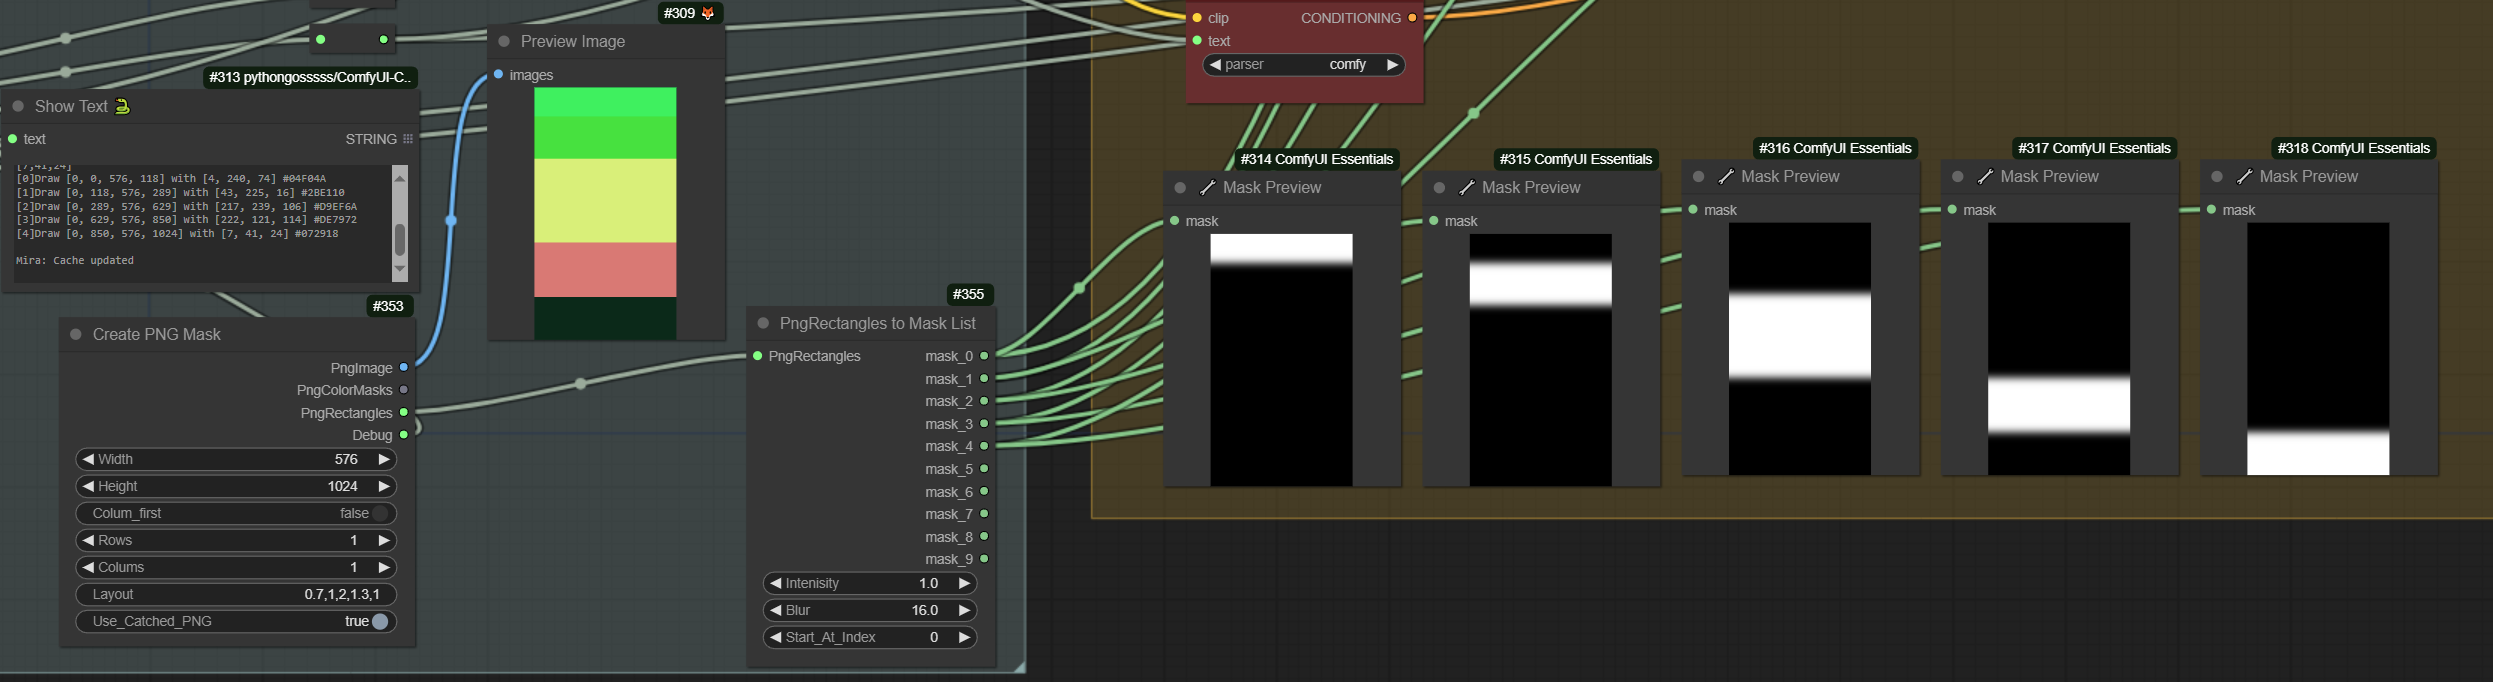 #309
Preview Image
images
clip
CONDITIONING
text
parser
comfy
#313 pythongosssss/ComfyUI-C..
Show Text
text
STRING
[7,41,24]
[0]Draw [0, 0, 576, 118] with [4, 240, 74] #04F04A
[1]Draw [0, 118, 576, 289] with [43, 225, 16] #2BE110
[2]Draw [0, 289, 576, 629] with [217, 239, 106] #D9EF6A
[3]Draw [0, 629, 576, 850] with [222, 121, 114] #DE7972
[4]Draw [0, 850, 576, 1024] with [7, 41, 24] #072918
Mira: Cache updated
#353
Create PNG Mask
PngImage
PngColorMasks
PngRectangles
Debug
Width
576
Height
1024
Colum_first
false
Rows
1
Colums
1
Layout
0.7,1,2,1.3,1
Use_Catched_PNG
true
#355
PngRectangles to Mask List
PngRectangles
mask_0
mask_1
mask_2
mask_3
mask_4
mask_5
mask_6
mask_7
mask_8
mask_9
Intenisity
1.0
Blur
16.0
Start_At_Index
0
#314 ComfyUI Essentials
Mask Preview
mask
#315 ComfyUI Essentials
Mask Preview
mask
#316 ComfyUI Essentials
Mask Preview
mask
#317 ComfyUI Essentials
Mask Preview
mask
#318 ComfyUI Essentials
Mask Preview
mask